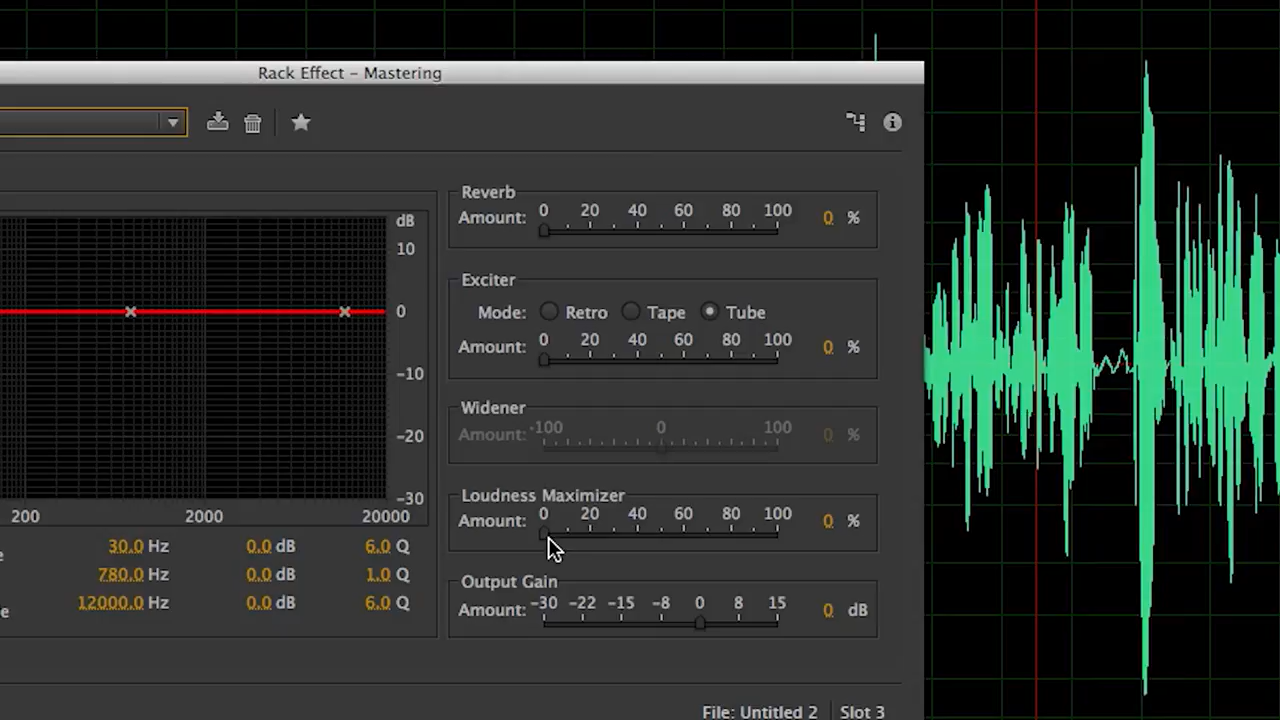 Rack Effect – Mastering
Reverb
0 20 40 60 80 100
Amount: 0 %
dB
10
0
-10
-20
-30
200 2000 20000
Exciter
Mode: Retro Tape Tube
0 20 40 60 80 100
Amount: 0 %
Widener
-100 0 100
Amount: 0 %
Loudness Maximizer
0 20 40 60 80 100
Amount: 0 %
30.0 Hz 0.0 dB 6.0 Q
780.0 Hz 0.0 dB 1.0 Q
12000.0 Hz 0.0 dB 6.0 Q
Output Gain
-30 -22 -15 -8 0 8 15
Amount: 0 dB
File: Untitled 2 Slot 3